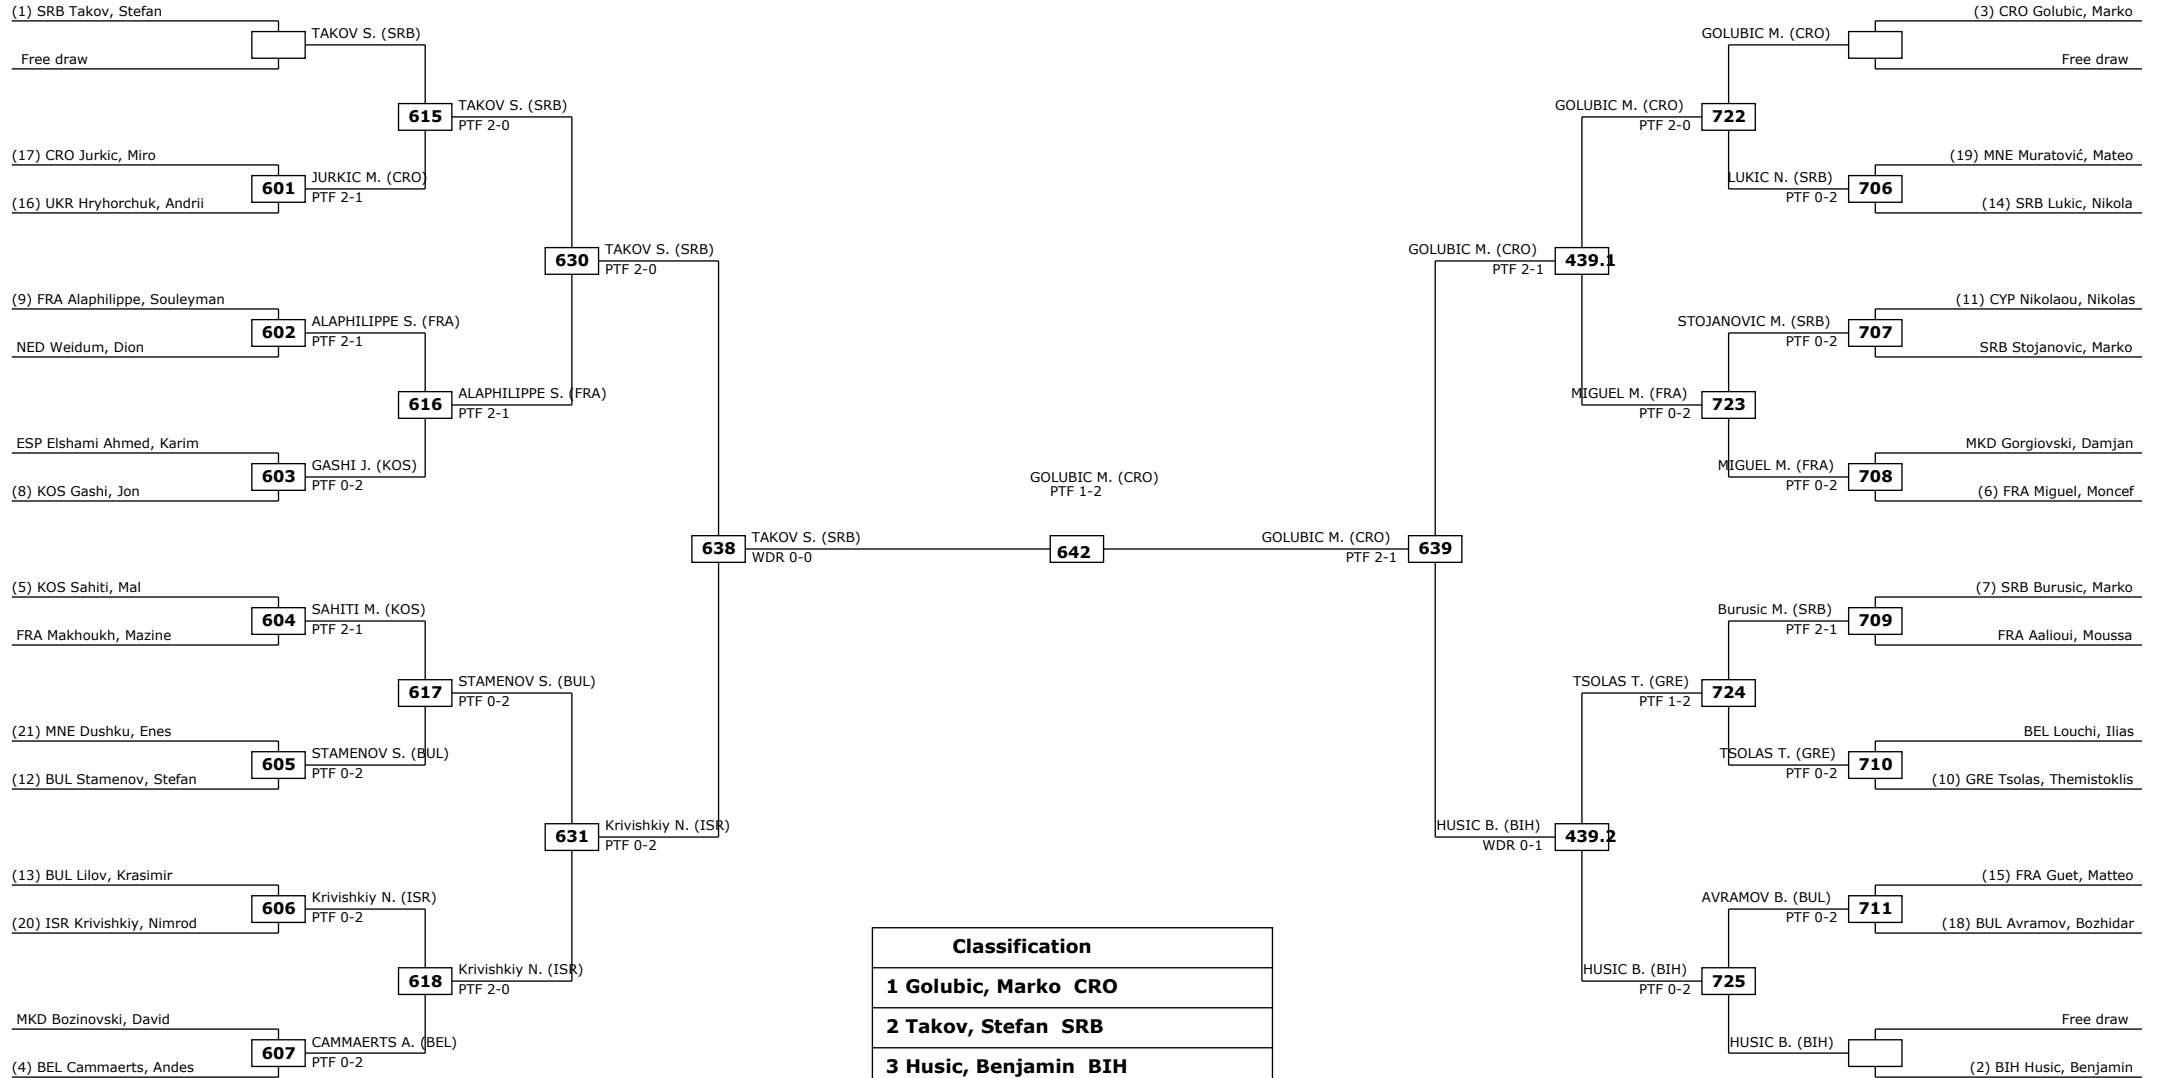 (1) SRB Takov, Stefan
TAKOV S. (SRB)
Free draw
TAKOV S. (SRB)
615
PTF 2-0
(17) CRO Jurkic, Miro
JURKIC M. (CRO)
601
PTF 2-1
(16) UKR Hryhorchuk, Andrii
TAKOV S. (SRB)
630
PTF 2-0
(9) FRA Alaphilippe, Souleyman
ALAPHILIPPE S. (FRA)
602
PTF 2-1
NED Weidum, Dion
ALAPHILIPPE S. (FRA)
616
PTF 2-1
ESP Elshami Ahmed, Karim
GASHI J. (KOS)
603
PTF 0-2
(8) KOS Gashi, Jon
TAKOV S. (SRB)
638
WDR 0-0
(5) KOS Sahiti, Mal
SAHITI M. (KOS)
604
PTF 2-1
FRA Makhoukh, Mazine
STAMENOV S. (BUL)
617
PTF 0-2
(21) MNE Dushku, Enes
STAMENOV S. (BUL)
605
PTF 0-2
(12) BUL Stamenov, Stefan
Krivishkiy N. (ISR)
631
PTF 0-2
(13) BUL Lilov, Krasimir
Krivishkiy N. (ISR)
606
PTF 0-2
(20) ISR Krivishkiy, Nimrod
Krivishkiy N. (ISR)
618
PTF 2-0
MKD Bozinovski, David
CAMMAERTS A. (BEL)
607
PTF 0-2
(4) BEL Cammaerts, Andes
GOLUBIC M. (CRO)
PTF 1-2
642
(3) CRO Golubic, Marko
GOLUBIC M. (CRO)
Free draw
GOLUBIC M. (CRO)
722
PTF 2-0
(19) MNE Muratović, Mateo
LUKIC N. (SRB)
706
PTF 0-2
(14) SRB Lukic, Nikola
GOLUBIC M. (CRO)
439.1
PTF 2-1
(11) CYP Nikolaou, Nikolas
STOJANOVIC M. (SRB)
707
PTF 0-2
SRB Stojanovic, Marko
MIGUEL M. (FRA)
723
PTF 0-2
MKD Gorgiovski, Damjan
MIGUEL M. (FRA)
708
PTF 0-2
(6) FRA Miguel, Moncef
GOLUBIC M. (CRO)
639
PTF 2-1
(7) SRB Burusic, Marko
Burusic M. (SRB)
709
PTF 2-1
FRA Aalioui, Moussa
TSOLAS T. (GRE)
724
PTF 1-2
BEL Louchi, Ilias
TSOLAS T. (GRE)
710
PTF 0-2
(10) GRE Tsolas, Themistoklis
HUSIC B. (BIH)
439.2
WDR 0-1
(15) FRA Guet, Matteo
AVRAMOV B. (BUL)
711
PTF 0-2
(18) BUL Avramov, Bozhidar
HUSIC B. (BIH)
725
PTF 0-2
Free draw
HUSIC B. (BIH)
(2) BIH Husic, Benjamin
Classification
1 Golubic, Marko CRO
2 Takov, Stefan SRB
3 Husic, Benjamin BIH